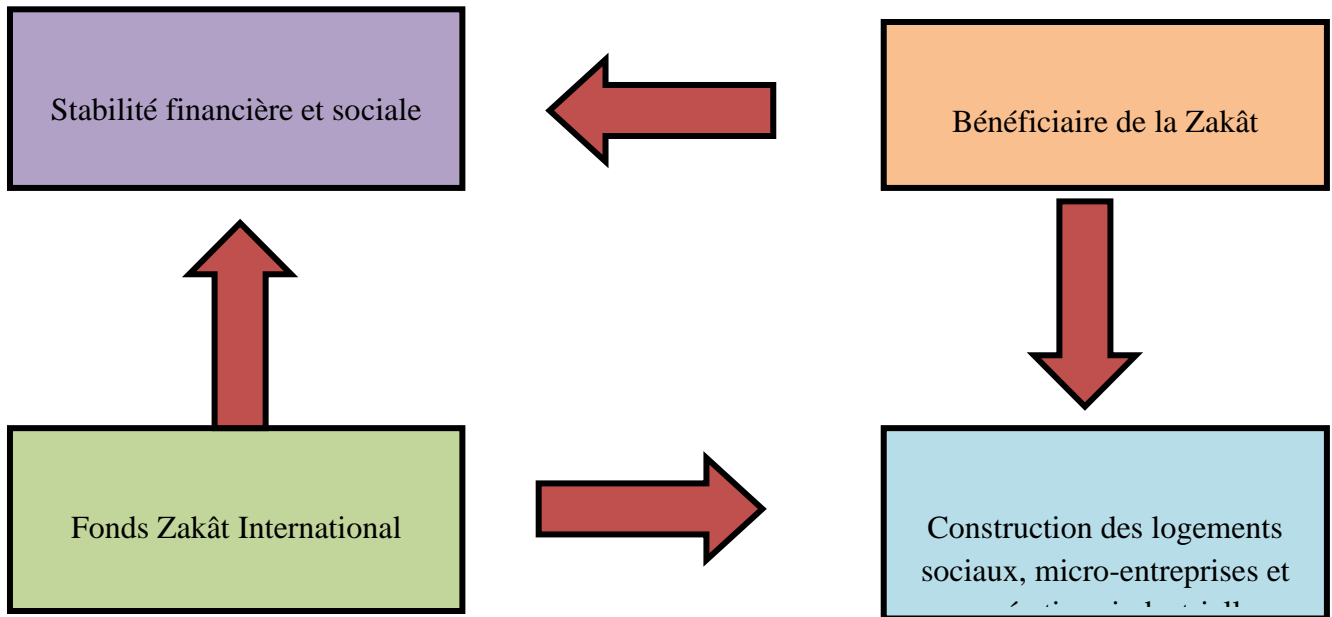 Stabilité financière et sociale
Bénéficiaire de la Zakât
Fonds Zakât International
Construction des logements
sociaux, micro-entreprises et